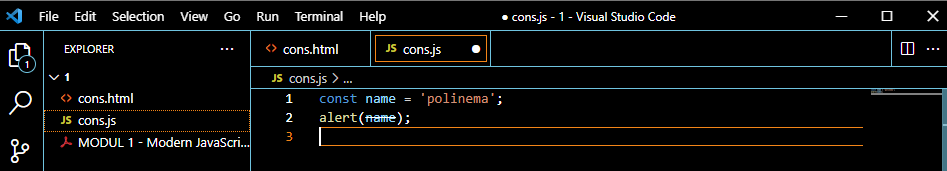 File Edit Selection View Go Run Terminal Help ● cons.js - 1 - Visual Studio Code
EXPLORER ...
<> cons.html
JS cons.js ●
1
1
JS cons.js > ...
<> cons.html
JS cons.js
MODUL 1 - Modern JavaScri...
1 const name = 'polinema';
2 alert(name);
3